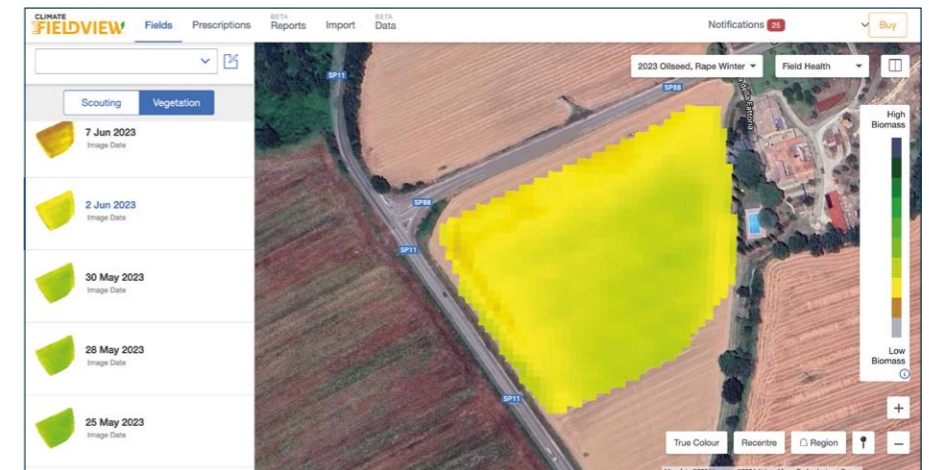 CLIMATE
FIELDVIEW
Fields
Prescriptions
BETA
Reports
Import
BETA
Data
Notifications 25
Buy
Scouting
Vegetation
7 Jun 2023
Image Date
2 Jun 2023
Image Date
30 May 2023
Image Date
28 May 2023
Image Date
25 May 2023
Image Date
2023 Oilseed, Rape Winter
Field Health
SP11
SP88
Fattoria
SP88
SP11
SP11
High
Biomass
Low
Biomass
True Colour
Recentre
Region